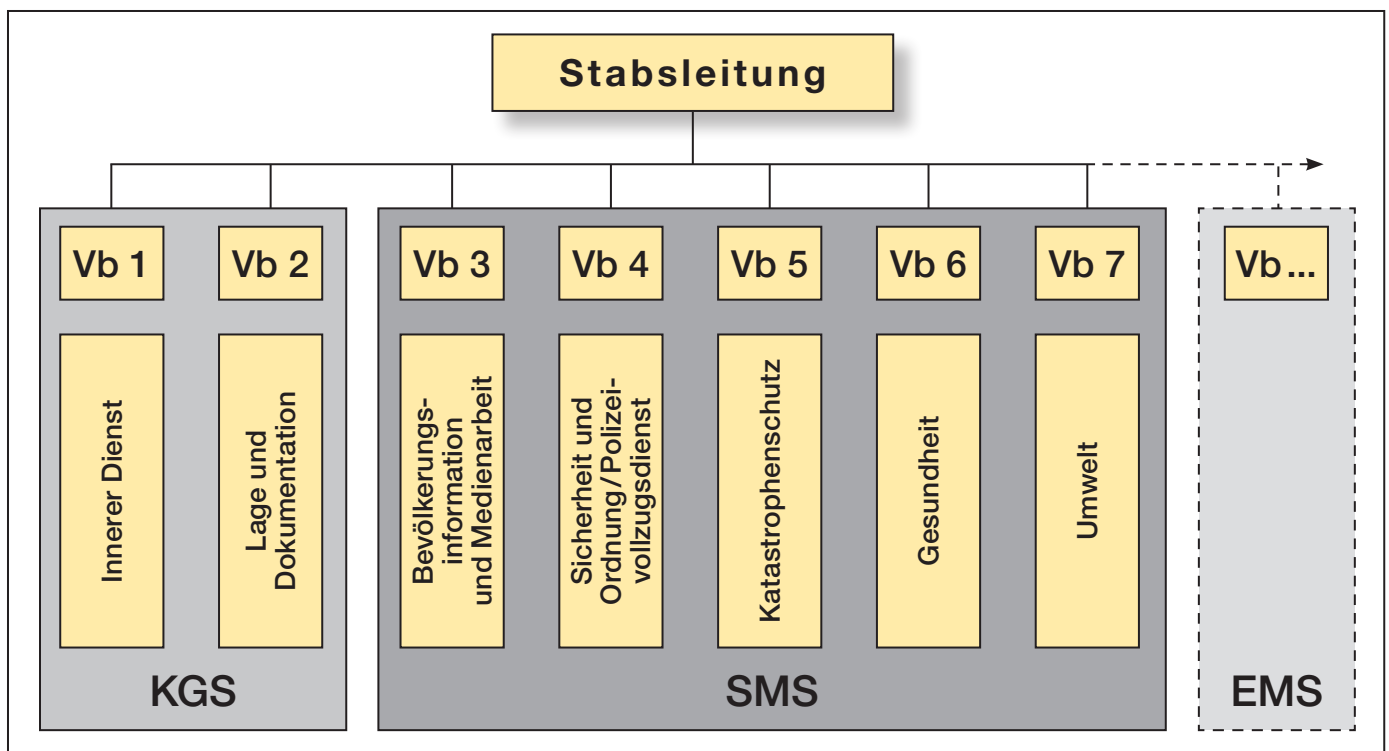 Stabsleitung
Vb 1
Vb 2
Vb 3
Vb 4
Vb 5
Vb 6
Vb 7
Vb ...
Innerer Dienst
Lage und
Dokumentation
Bevölkerungs-
information
und Medienarbeit
Sicherheit und
Ordnung/Polizei-
vollzugsdienst
Katastrophenschutz
Gesundheit
Umwelt
KGS
SMS
EMS